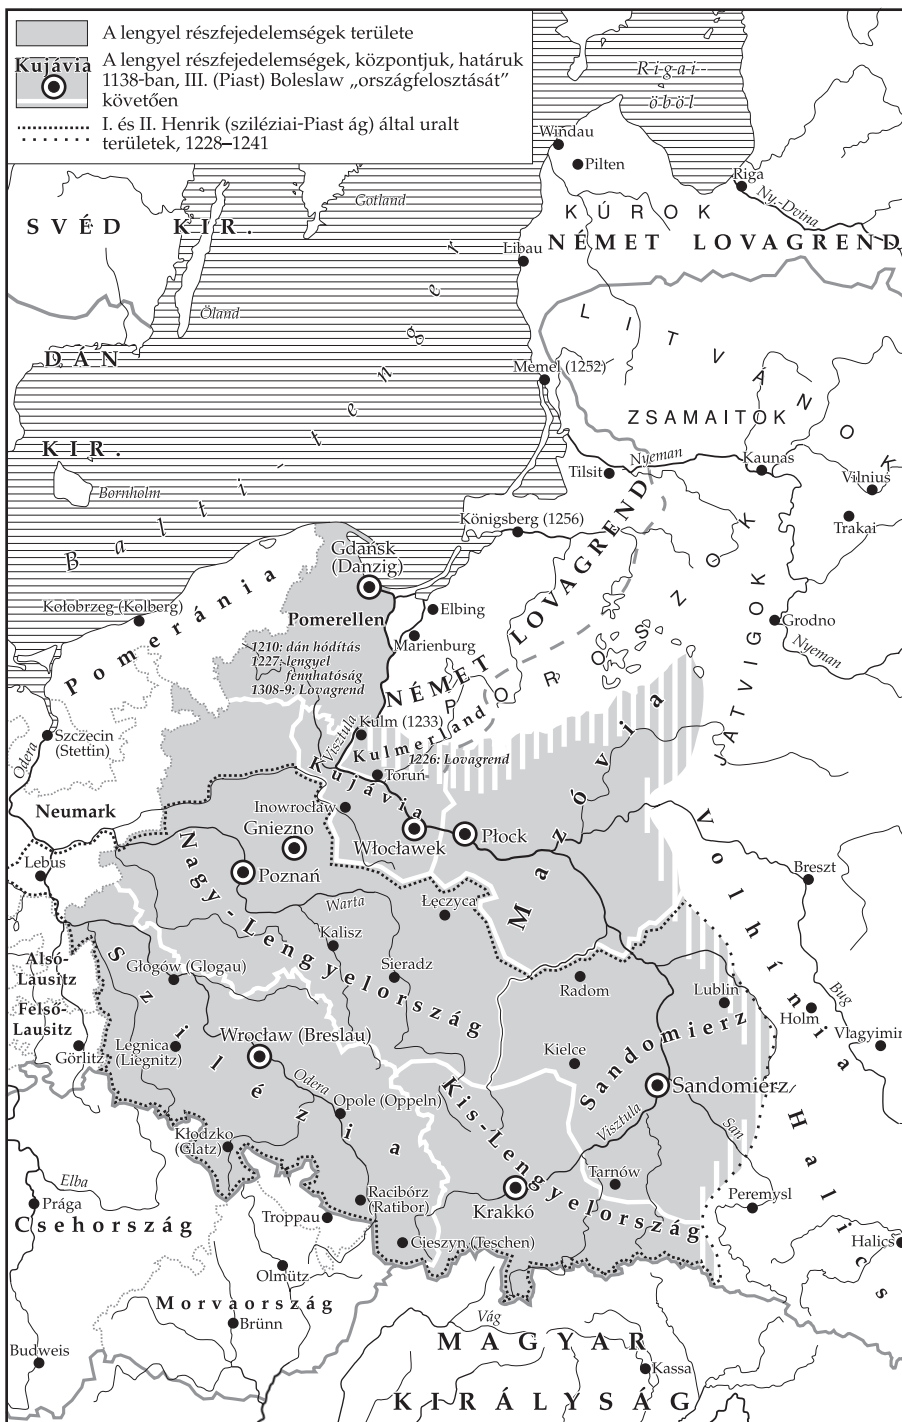 A lengyel részfejedelemségek területe
Kujávia
A lengyel részfejedelemségek, központjuk, határuk
1138-ban, III. (Piast) Boleslaw „országfelosztását”
követően
I. és II. Henrik (sziléziai-Piast ág) által uralt
területek, 1228–1241
Rigai-
öböl
Windau
Pilten
Riga
Ny.-Dvina
Gotland
KÚROK
SVÉD KIR.
NÉMET LOVAGREND
Libau
Öland
LITVÁNOK
DÁN
KIR.
Memel (1252)
ZSAMAITOK
Balti-tenger
Nyeman
Kaunas
Tilsit
Vilnius
Bornholm
Trakai
Königsberg (1256)
NÉMET LOVAGREND
Gdańsk
(Danzig)
Elbing
Kołobrzeg (Kolberg)
Pomeránia
Pomerellen
Marienburg
POROSZOK
JATVIGOK
Grodno
Nyeman
1210: dán hódítás
1227: lengyel
fennhatóság
1308-9: Lovagrend
Szczecin
(Stettin)
Odera
Visztula
Kulm (1233)
Kulmerland
1226: Lovagrend
Toruń
Kujávia
Mazóvia
Neumark
Inowrocław
Gniezno
Włocławek
Płock
Volhínia
Lebus
Poznań
Nagy-Lengyelország
Breszt
Warta
Łęczyca
Kalisz
Alsó-
Lausitz
Głogów (Glogau)
Sieradz
Radom
Lublin
Bug
Felső-
Lausitz
Holm
Vlagyimir
Szilézia
Wrocław (Breslau)
Legnica
(Liegnitz)
Görlitz
Kielce
Sandomierz
Sandomierz
Odera
Opole (Oppeln)
Kis-Lengyelország
Visztula
San
Halics
Kłodzko
(Glatz)
Elba
Tarnów
Prága
Racibórz
(Ratibor)
Krakkó
Peremysl
Csehország
Troppau
Cieszyn (Teschen)
Halics
Olmütz
Morvaország
Brünn
Vág
MAGYAR
Budweis
Kassa
KIRÁLYSÁG